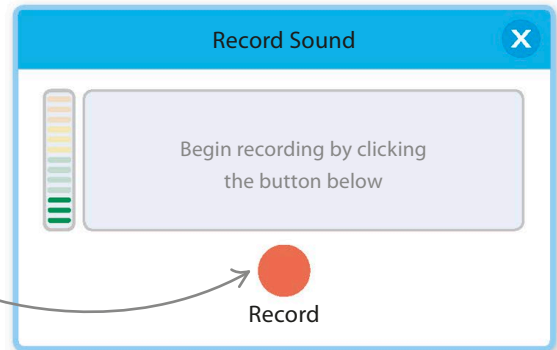 Record Sound
X
Begin recording by clicking
the button below
Record